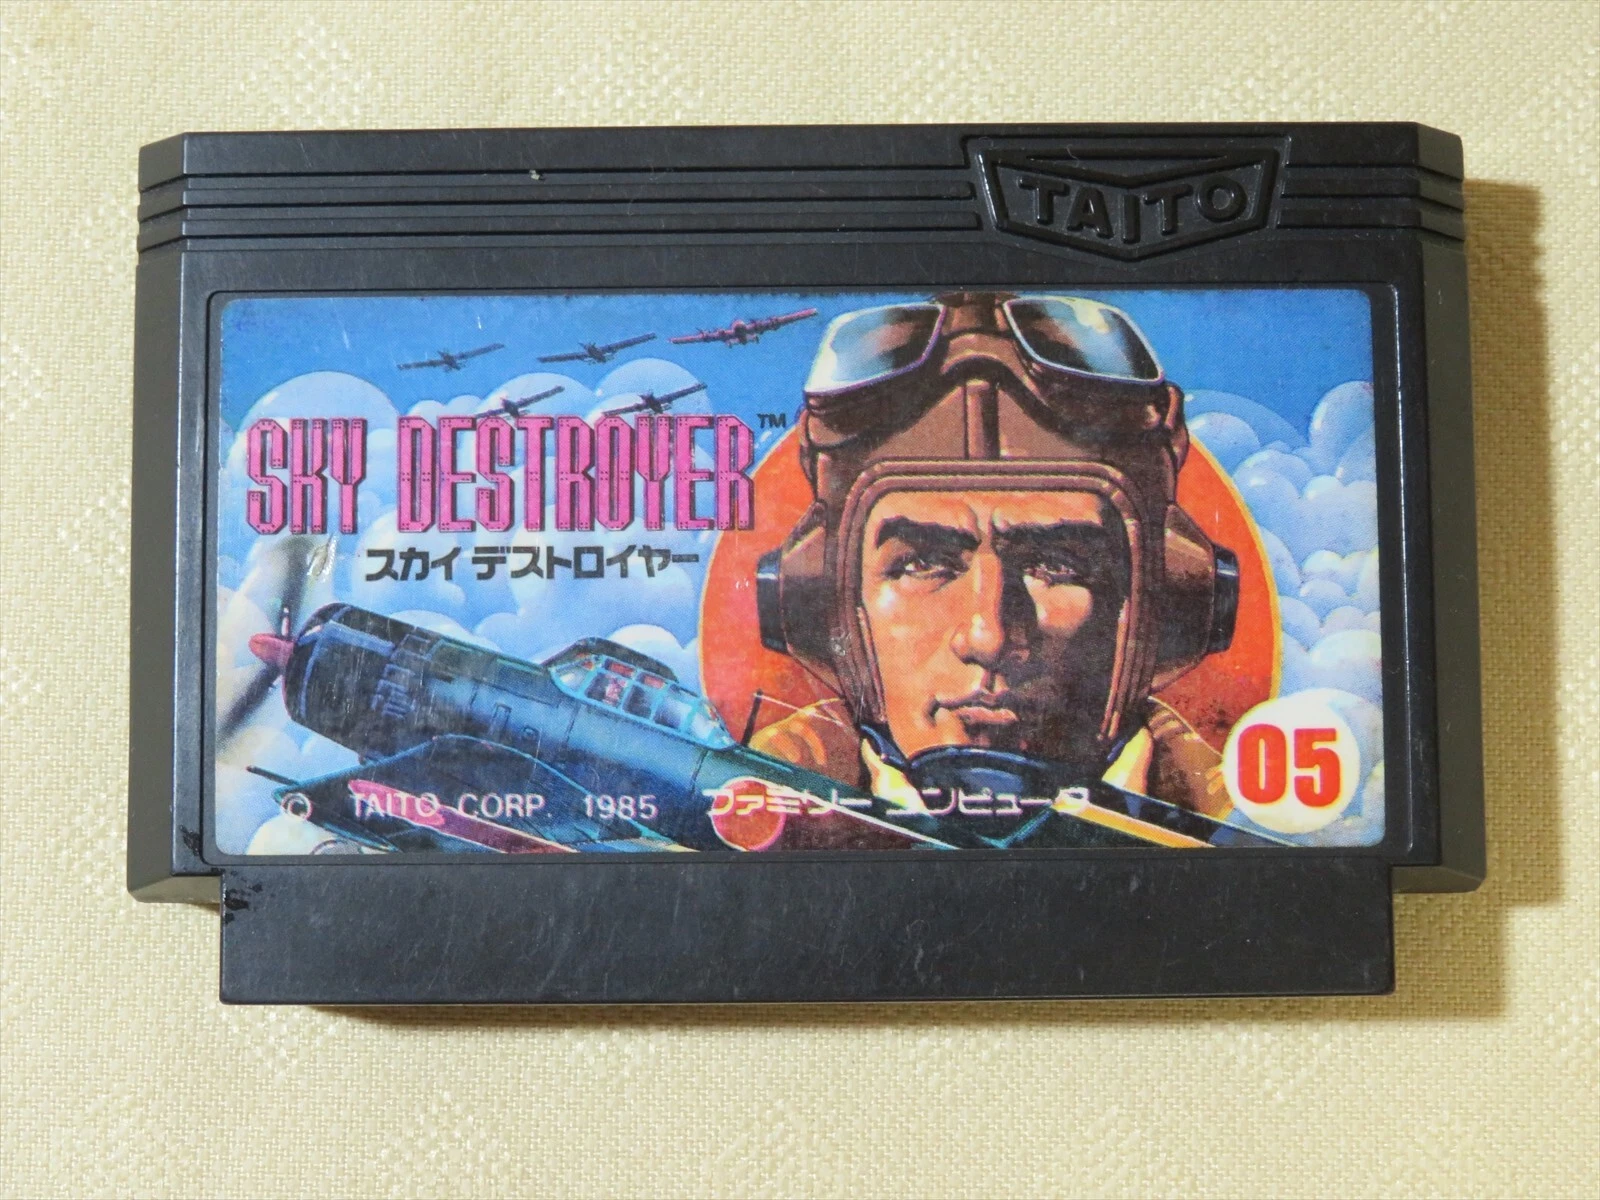 TAITO
SKY DESTROYER™
スカイ デストロイヤー
05
© TAITO CORP. 1985 ファミリー コンピュータ